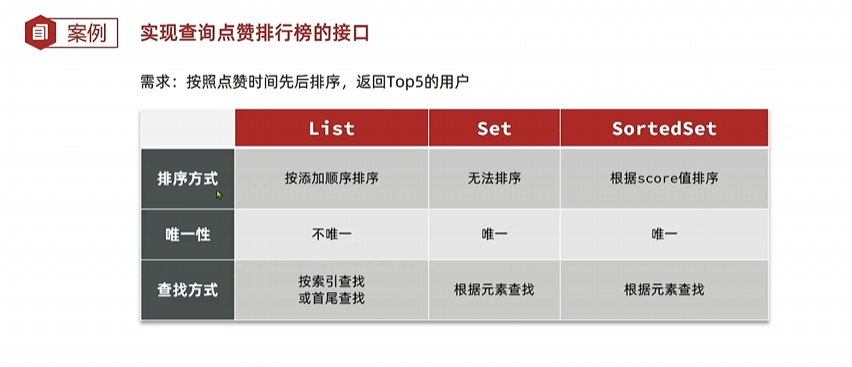 案例
实现查询点赞排行榜的接口
需求：按照点赞时间先后排序，返回Top5的用户
List Set SortedSet
排序方式 按添加顺序排序 无法排序 根据score值排序
唯一性 不唯一 唯一 唯一
查找方式 按索引查找 根据元素查找 根据元素查找
或首尾查找